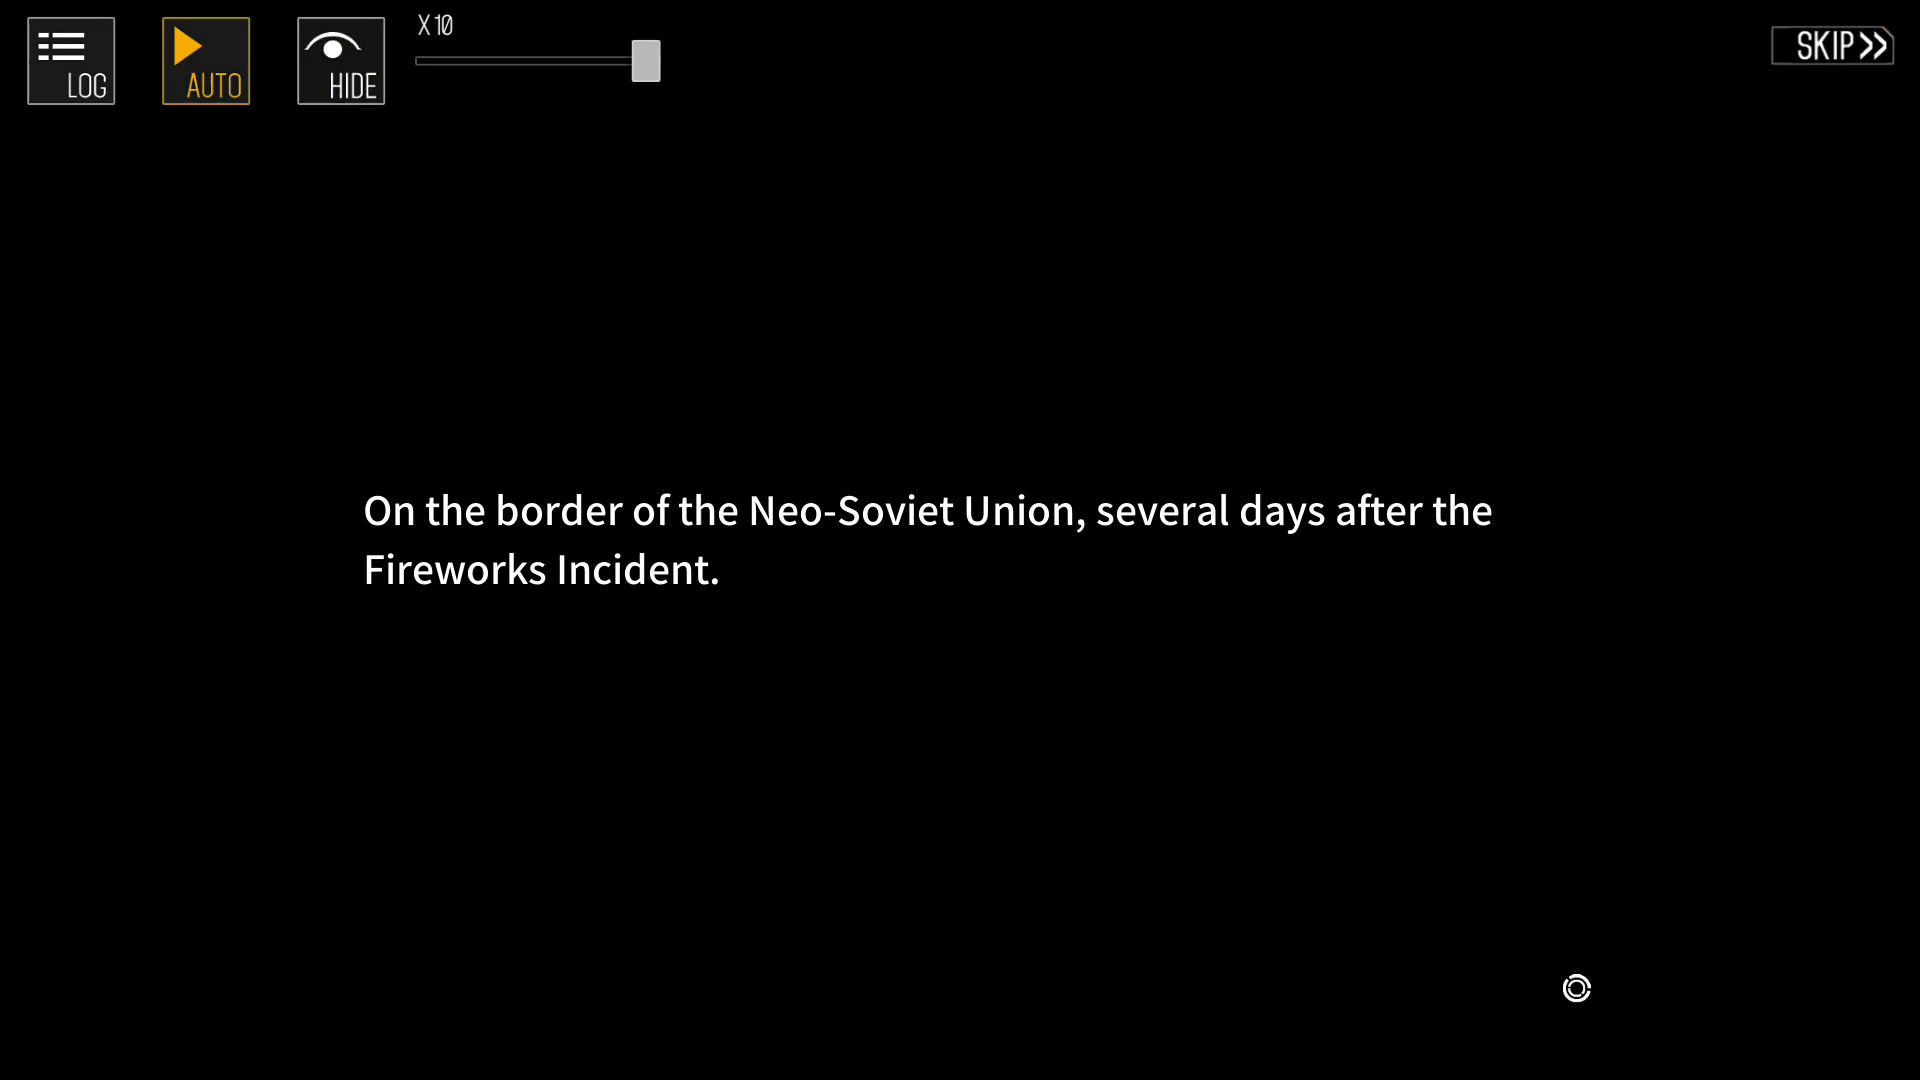 LOG
AUTO
HIDE
X10
SKIP
On the border of the Neo-Soviet Union, several days after the
Fireworks Incident.